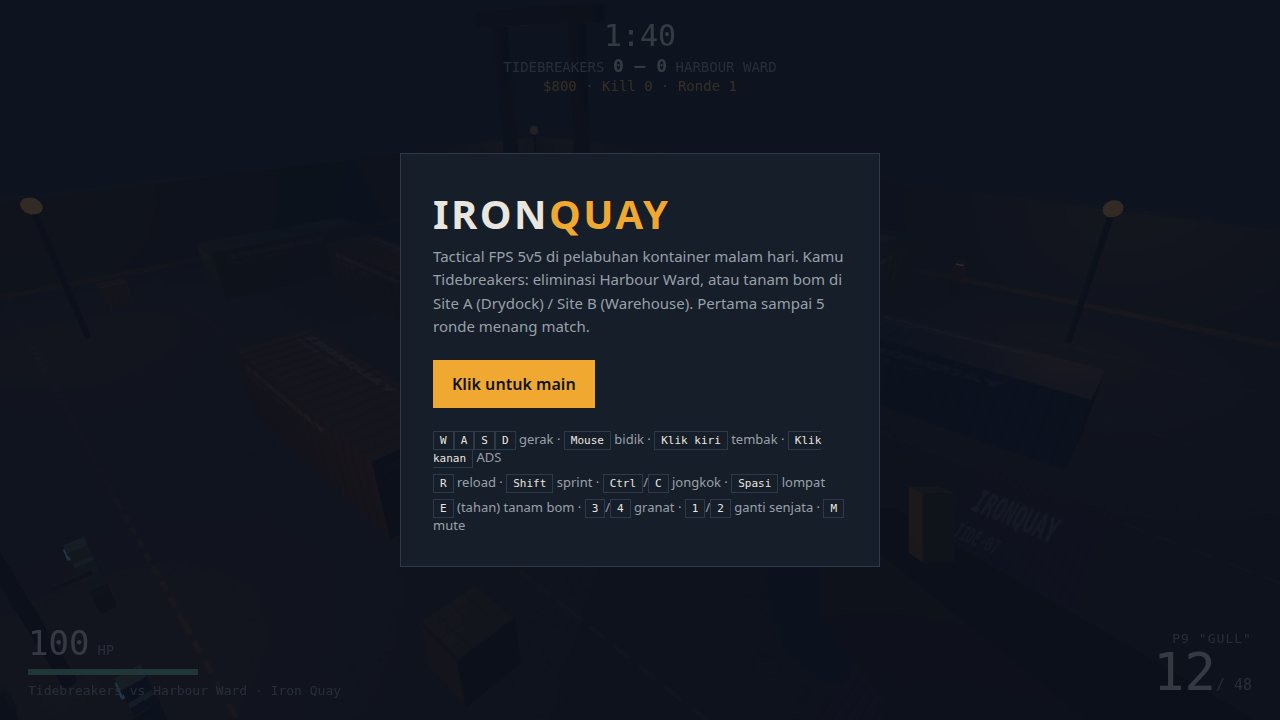 1:40
TIDEBREAKERS 0 — 0 HARBOUR WARD
$800 · Kill 0 · Ronde 1
IRONQUAY
Tactical FPS 5v5 di pelabuhan kontainer malam hari. Kamu
Tidebreakers: eliminasi Harbour Ward, atau tanam bom di
Site A (Drydock) / Site B (Warehouse). Pertama sampai 5
ronde menang match.
Klik untuk main
W A S D gerak · Mouse bidik · Klik kiri tembak · Klik
kanan ADS
R reload · Shift sprint · Ctrl/C jongkok · Spasi lompat
E (tahan) tanam bom · 3/4 granat · 1/2 ganti senjata · M
mute
IRONQUAY
TIDE-07
100 HP
Tidebreakers vs Harbour Ward · Iron Quay
P9 "GULL"
12 / 48